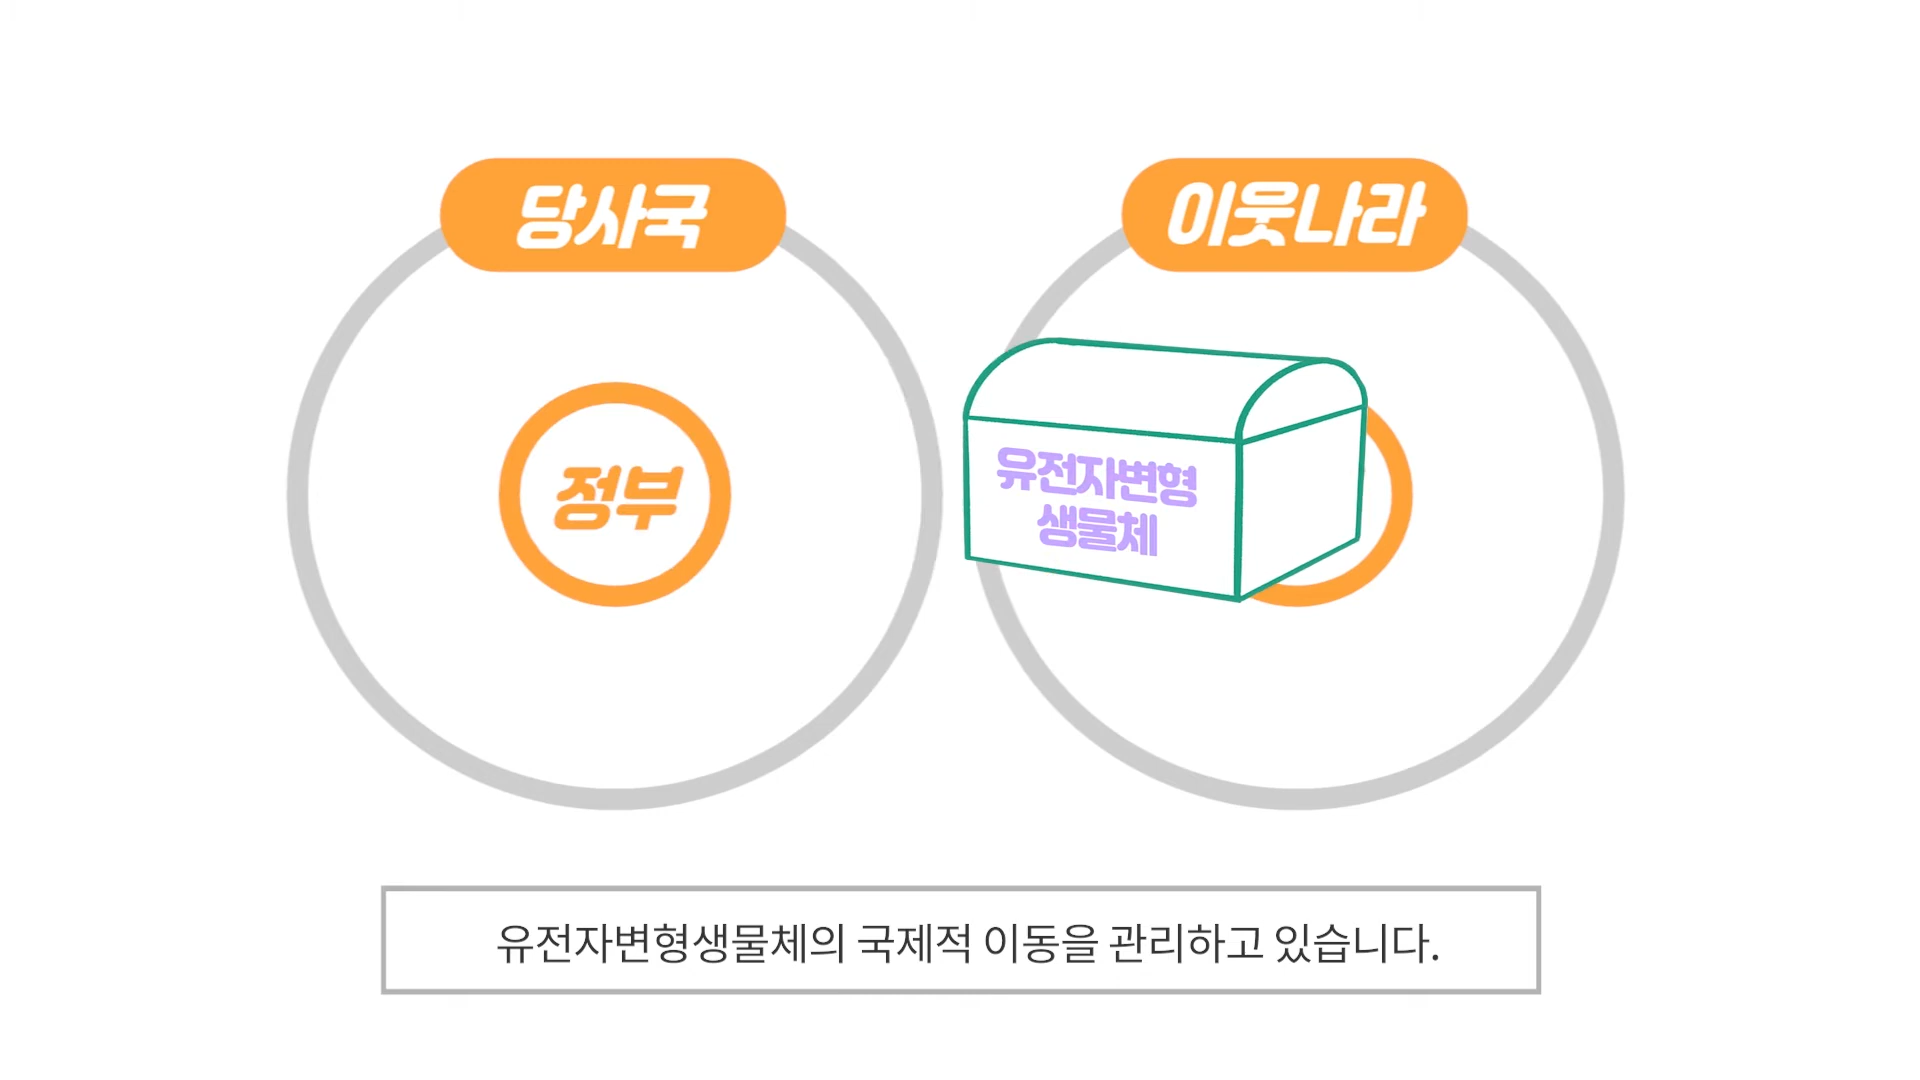 당사국
이웃나라
정부
유전자변형
생물체
유전자변형생물체의 국제적 이동을 관리하고 있습니다.